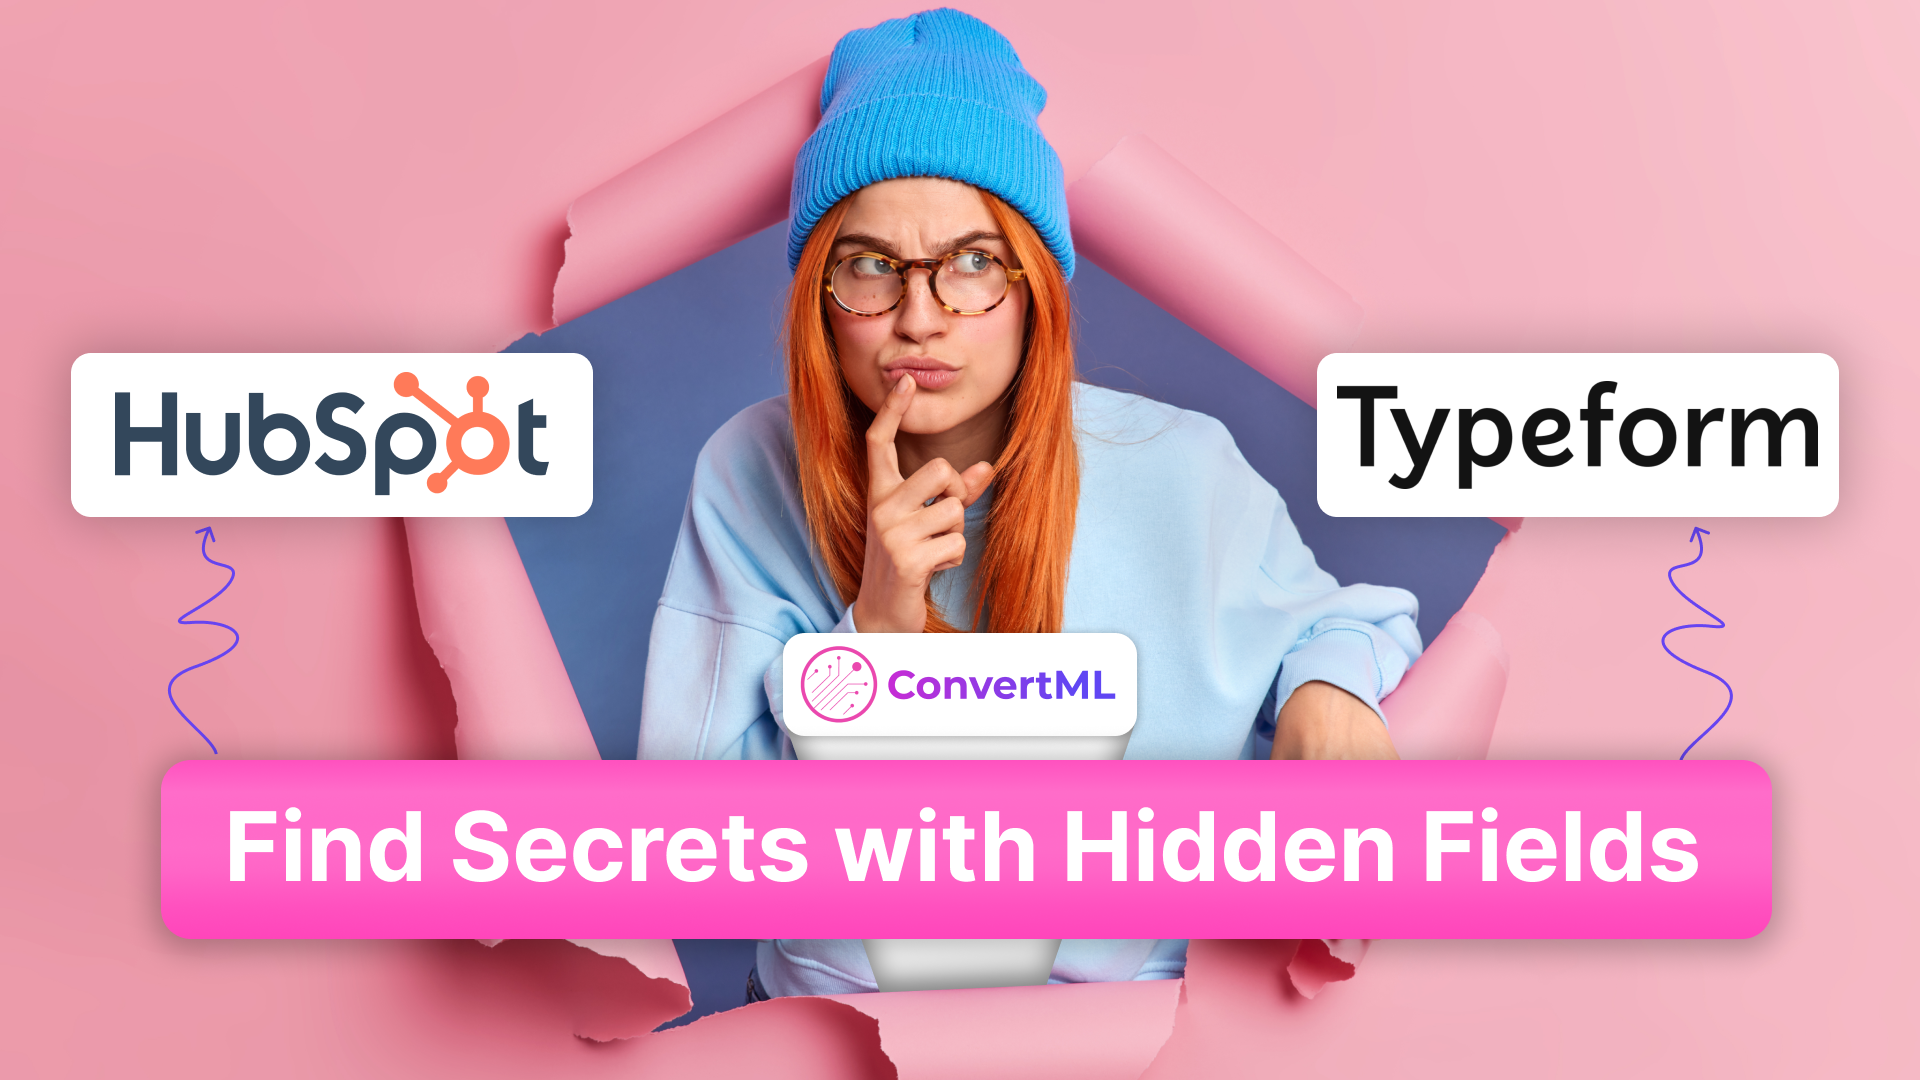 HubSpot
Typeform
ConvertML
Find Secrets with Hidden Fields